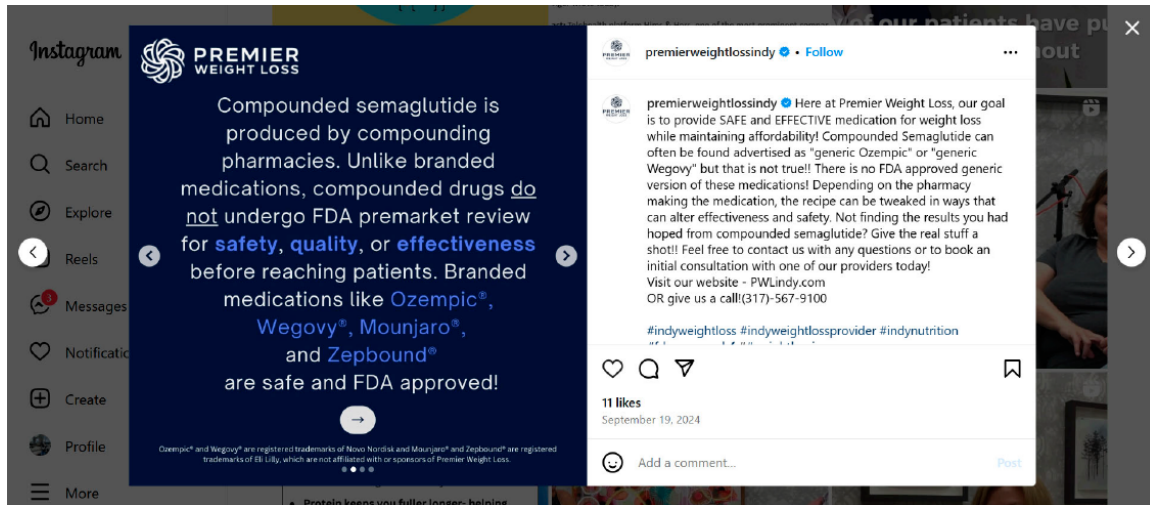 Instagram
Home
Search
Explore
Reels
3
Messages
Notificatio
Create
Profile
More
PREMIER
WEIGHT LOSS
Compounded semaglutide is
produced by compounding
pharmacies. Unlike branded
medications, compounded drugs do
not undergo FDA premarket review
for safety, quality, or effectiveness
before reaching patients. Branded
medications like Ozempic®,
Wegovy®, Mounjaro®,
and Zepbound®
are safe and FDA approved!
Ozempic® and Wegovy® are registered trademarks of Novo Nordisk and Mounjaro® and Zepbound® are registered
trademarks of Eli Lilly, which are not affiliated with or sponsors of Premier Weight Loss.
Protein keeps you fuller longer- helping
of our patients have pu
out
premierweightlossindy • Follow
premierweightlossindy Here at Premier Weight Loss, our goal
is to provide SAFE and EFFECTIVE medication for weight loss
while maintaining affordability! Compounded Semaglutide can
often be found advertised as "generic Ozempic" or "generic
Wegovy" but that is not true!! There is no FDA approved generic
version of these medications! Depending on the pharmacy
making the medication, the recipe can be tweaked in ways that
can alter effectiveness and safety. Not finding the results you had
hoped from compounded semaglutide? Give the real stuff a
shot!! Feel free to contact us with any questions or to book an
initial consultation with one of our providers today!
Visit our website - PWLindy.com
OR give us a call!(317)-567-9100
#indyweightloss #indyweightlossprovider #indynutrition
11 likes
September 19, 2024
Add a comment...
Post